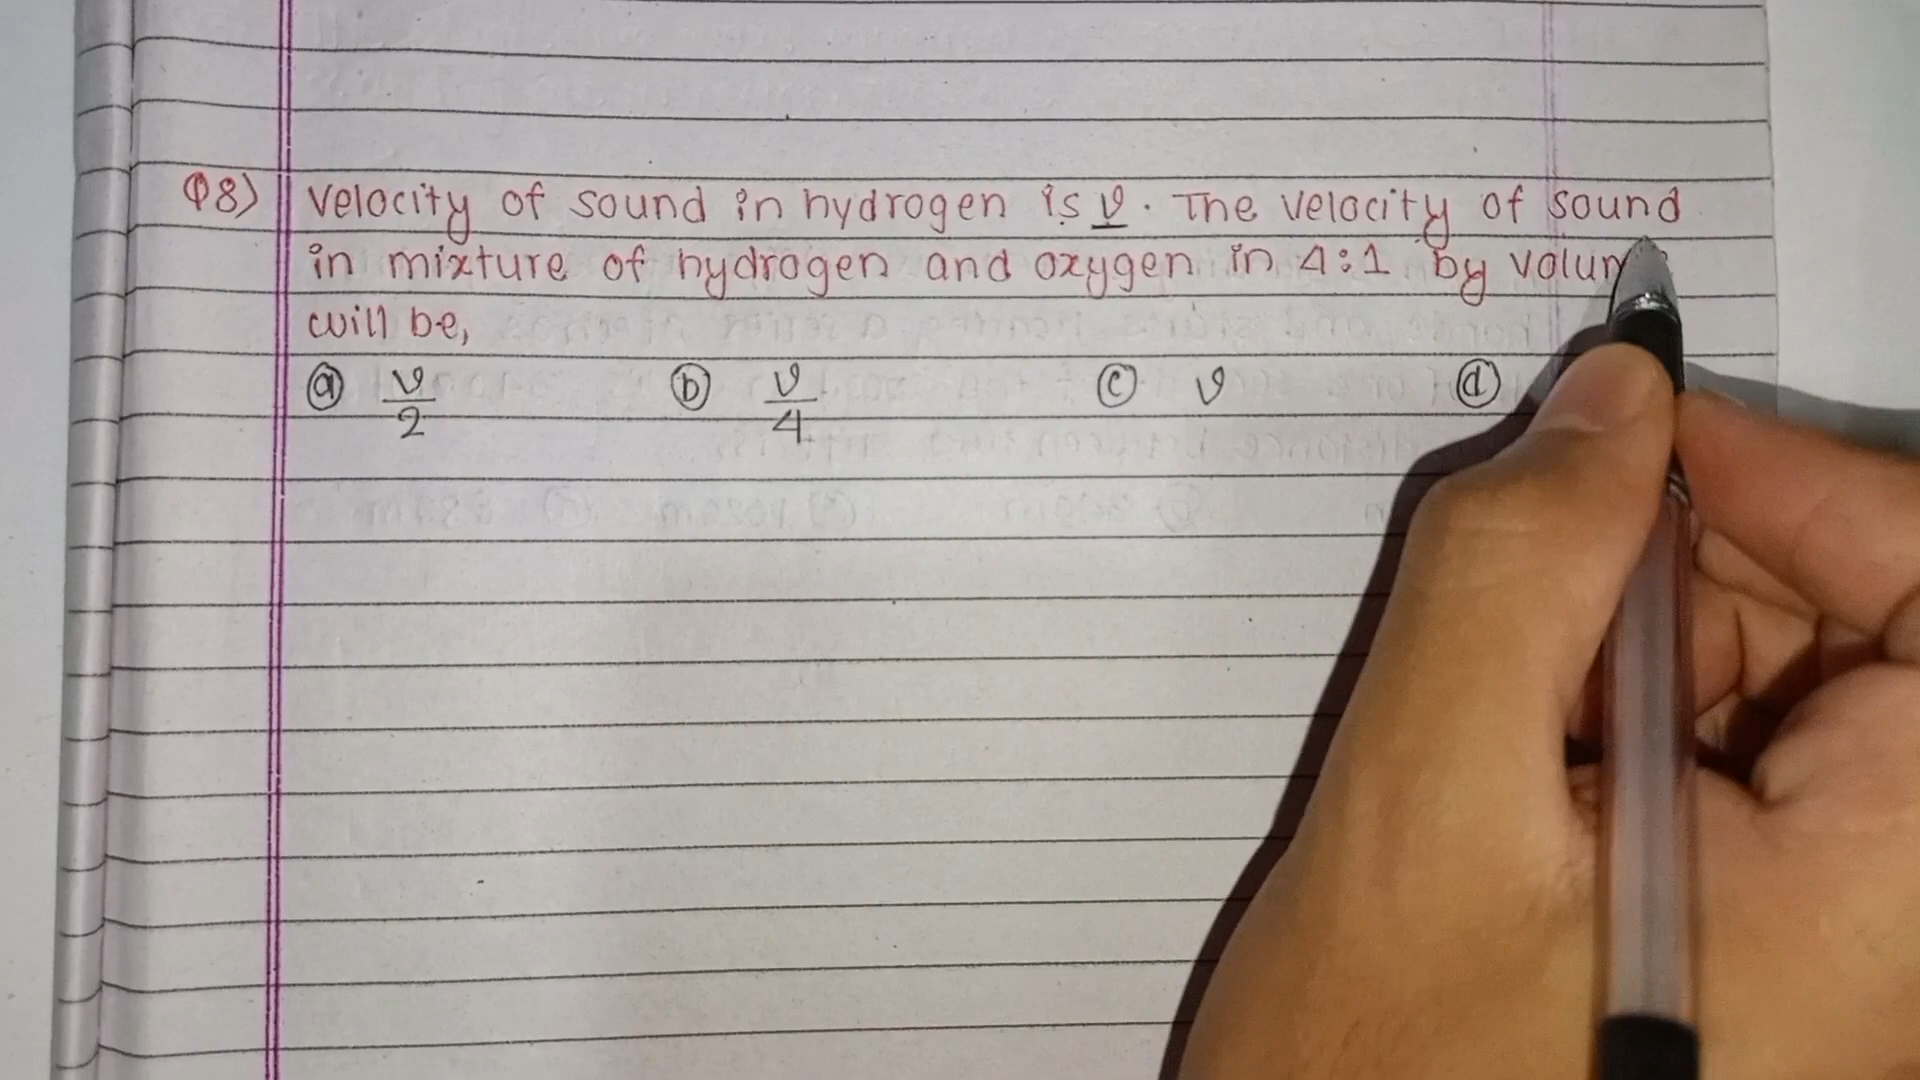 Q8) Velocity of sound in hydrogen is v. The velocity of sound
in mixture of hydrogen and oxygen in 4:1 by
will be,
ⓐ v/2 ⓑ v/4 ⓒ v ⓓ